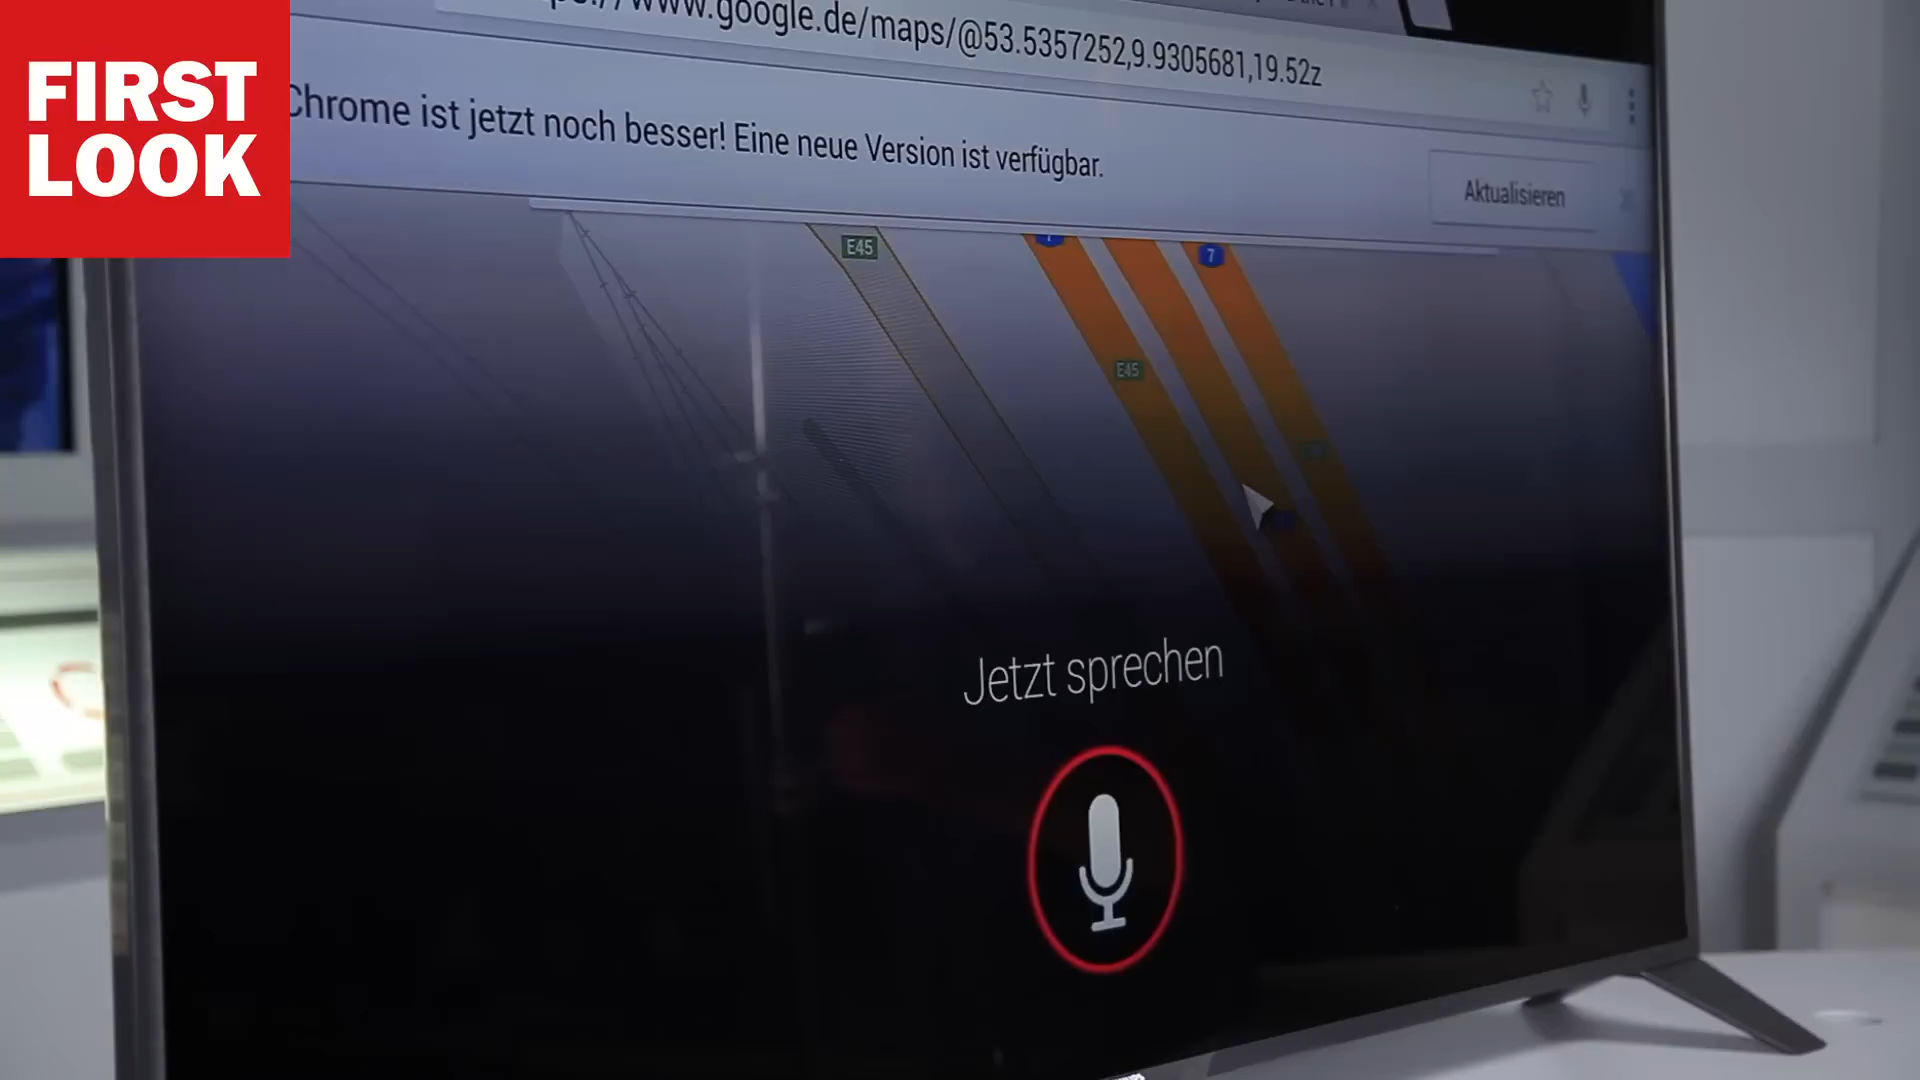 FIRST
LOOK
www.google.de/maps/@53.5357252,9.9305681,19.52z
Chrome ist jetzt noch besser! Eine neue Version ist verfügbar.
Aktualisieren
E45
7
E45
Jetzt sprechen